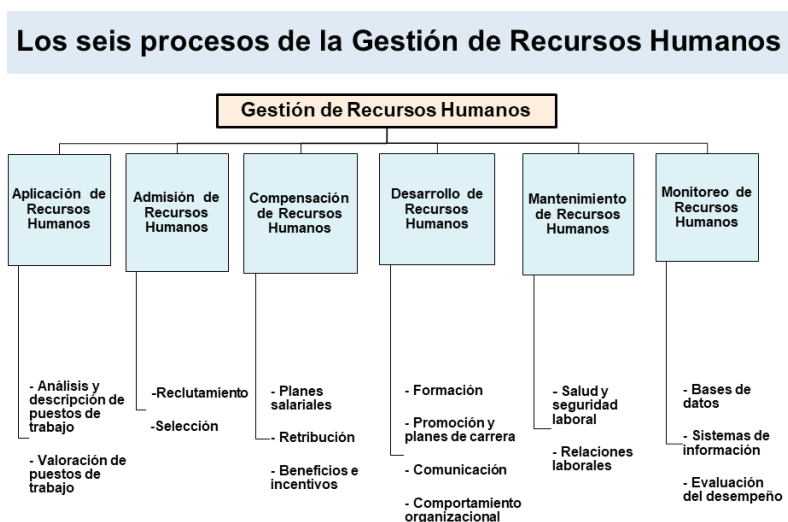 Los seis procesos de la Gestión de Recursos Humanos
Gestión de Recursos Humanos
Aplicación de
Recursos
Humanos
Admisión de
Recursos
Humanos
Compensación
de Recursos
Humanos
Desarrollo de
Recursos
Humanos
Mantenimiento
de Recursos
Humanos
Monitoreo de
Recursos
Humanos
- Análisis y
descripción de
puestos de
trabajo
- Valoración de
puestos de
trabajo
-Reclutamiento
-Selección
- Planes
salariales
- Retribución
- Beneficios e
incentivos
- Formación
- Promoción y
planes de carrera
- Comunicación
- Comportamiento
organizacional
- Salud y
seguridad
laboral
- Relaciones
laborales
- Bases de
datos
- Sistemas de
información
- Evaluación
del desempeño